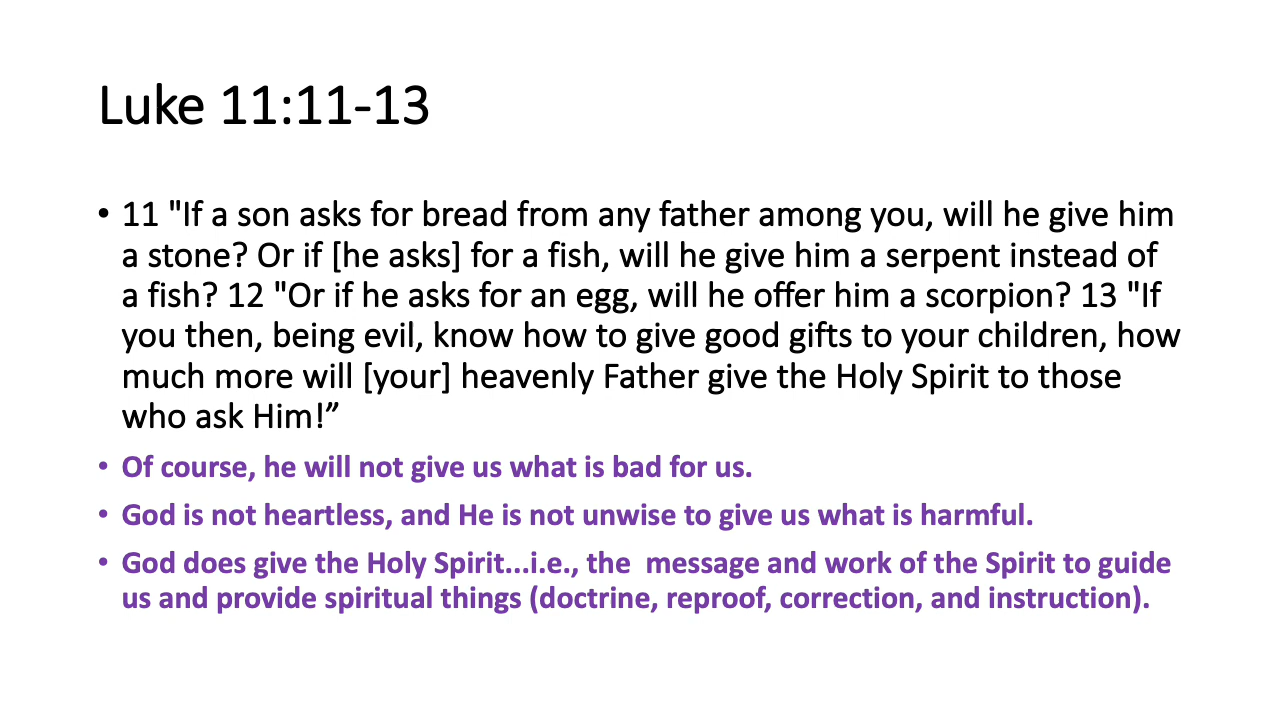 Luke 11:11-13
• 11 "If a son asks for bread from any father among you, will he give him
a stone? Or if [he asks] for a fish, will he give him a serpent instead of
a fish? 12 "Or if he asks for an egg, will he offer him a scorpion? 13 "If
you then, being evil, know how to give good gifts to your children, how
much more will [your] heavenly Father give the Holy Spirit to those
who ask Him!”
• Of course, he will not give us what is bad for us.
• God is not heartless, and He is not unwise to give us what is harmful.
• God does give the Holy Spirit...i.e., the  message and work of the Spirit to guide
us and provide spiritual things (doctrine, reproof, correction, and instruction).